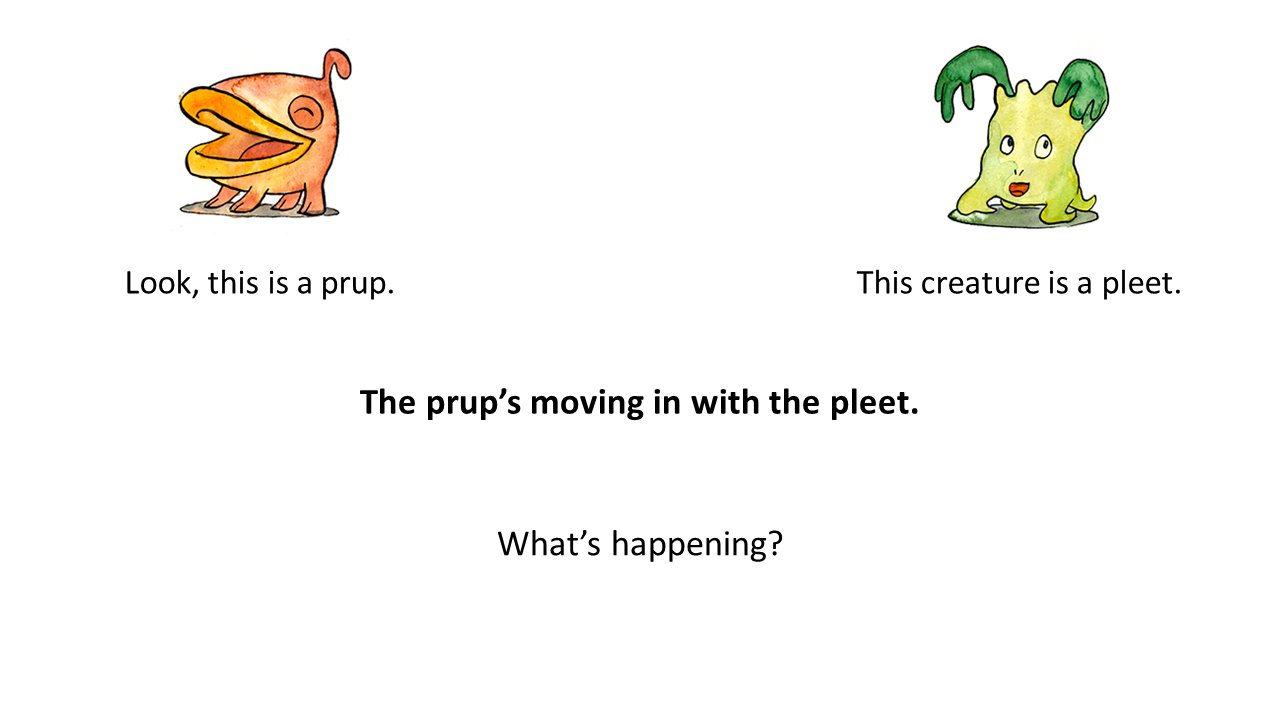 Look, this is a prup.
This creature is a pleet.
The prup’s moving in with the pleet.
What’s happening?